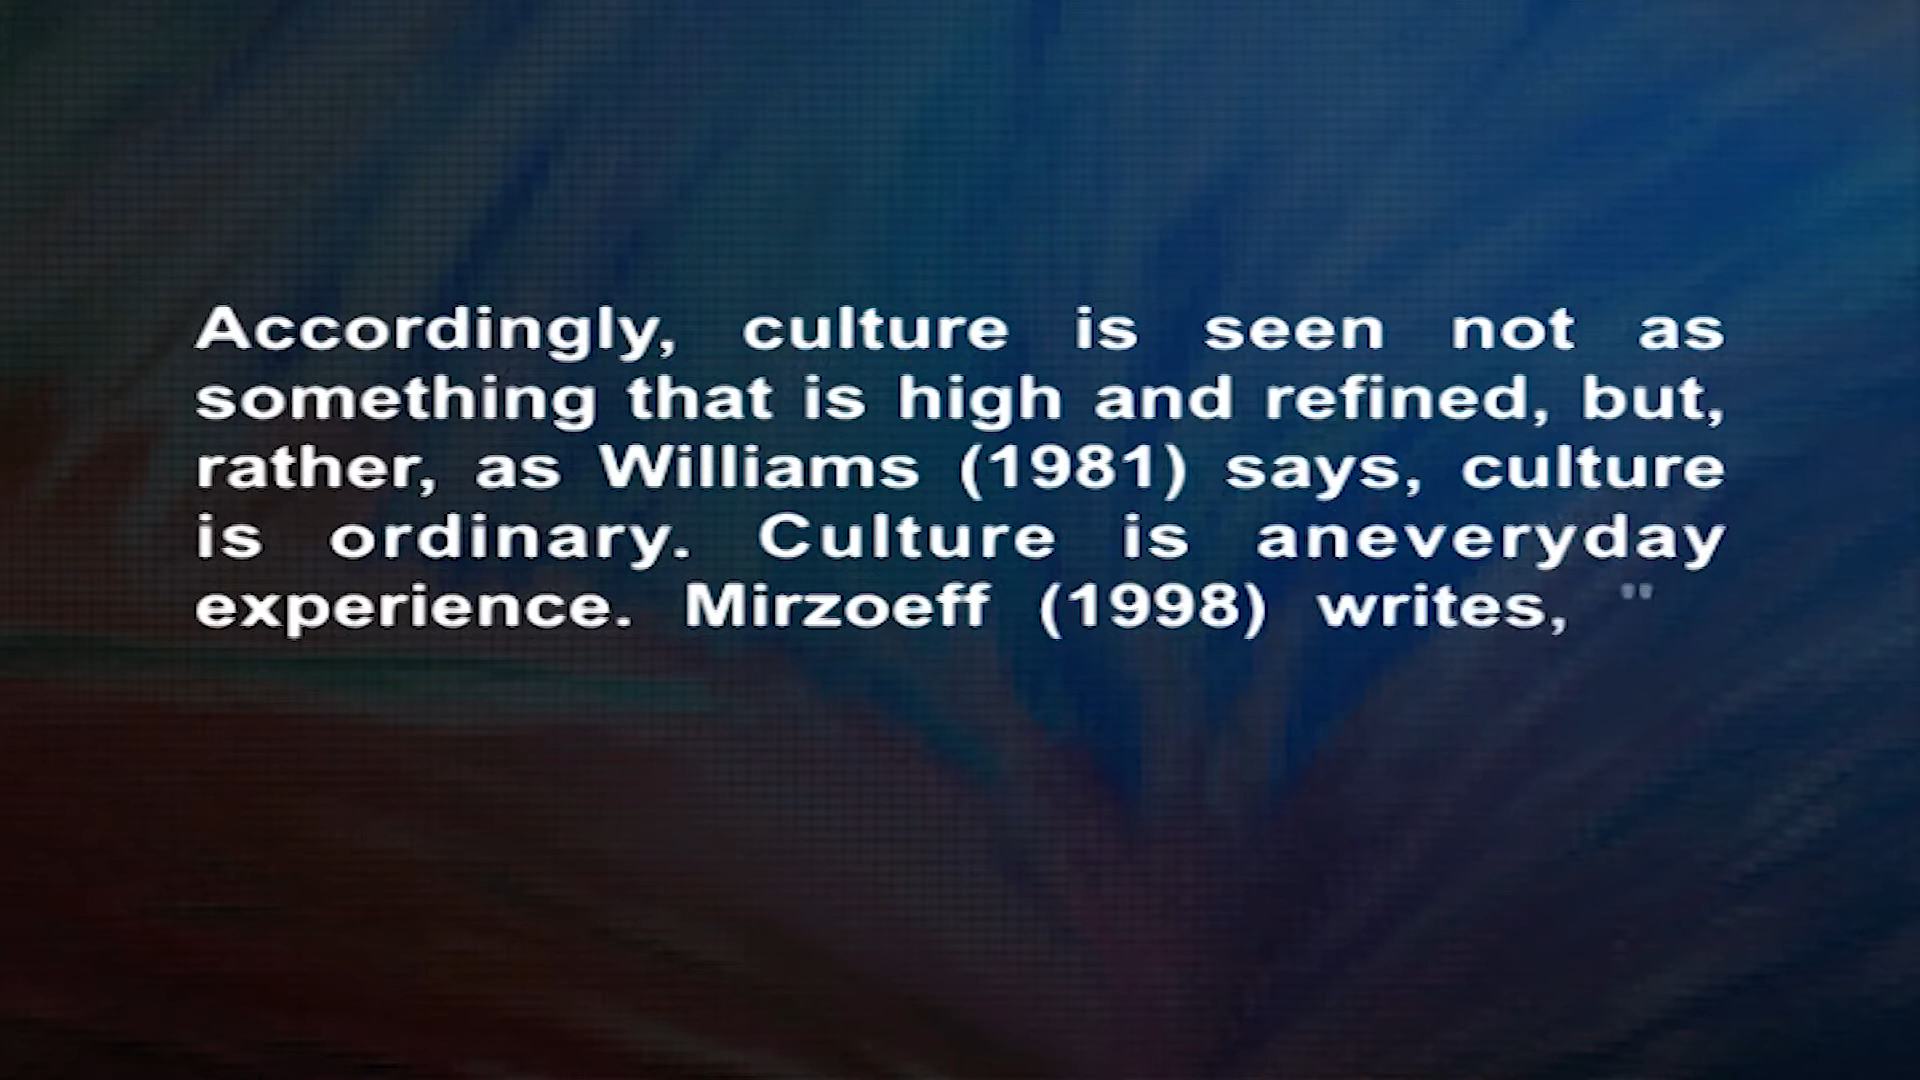 Accordingly, culture is seen not as
something that is high and refined, but,
rather, as Williams (1981) says, culture
is ordinary. Culture is aneveryday
experience. Mirzoeff (1998) writes, "